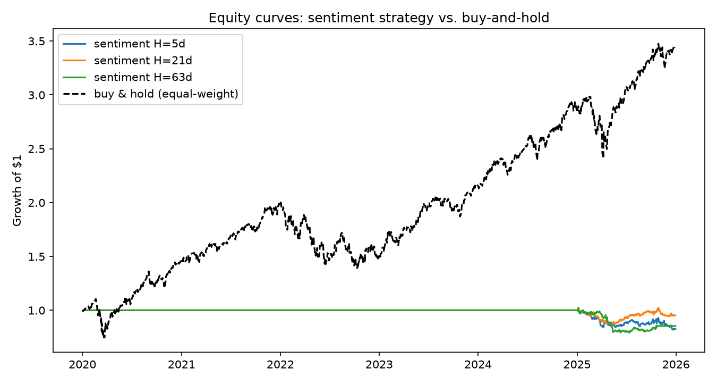 Equity curves: sentiment strategy vs. buy-and-hold
sentiment H=5d
sentiment H=21d
sentiment H=63d
buy & hold (equal-weight)
Growth of $1
3.5
3.0
2.5
2.0
1.5
1.0
2020 2021 2022 2023 2024 2025 2026